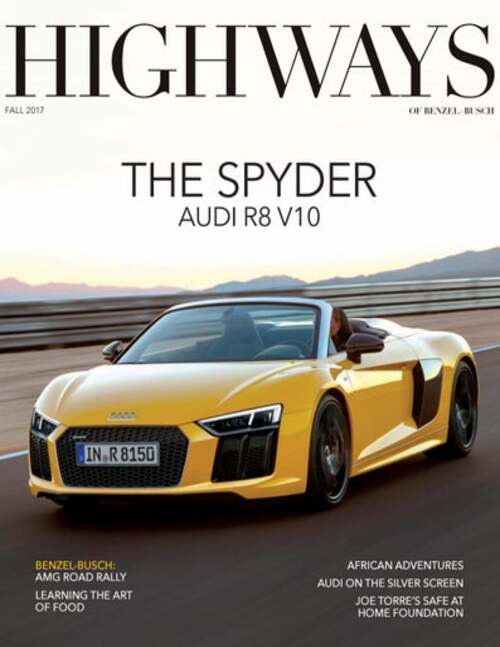 HIGHWAYS
FALL 2017
OF BENZEL-BUSCH
THE SPYDER
AUDI R8 V10
IN R 8150
BENZEL-BUSCH:
AMG ROAD RALLY
LEARNING THE ART
OF FOOD
AFRICAN ADVENTURES
AUDI ON THE SILVER SCREEN
JOE TORRE'S SAFE AT
HOME FOUNDATION